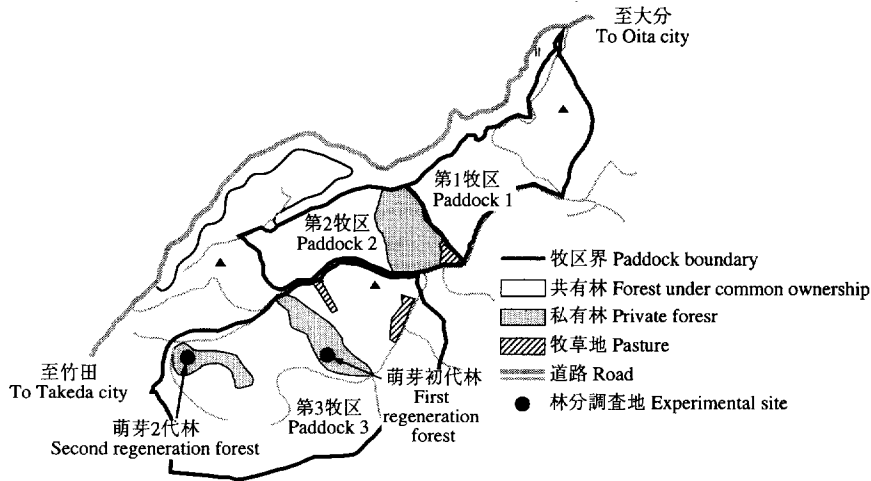 至大分
To Oita city
第1牧区
Paddock 1
第2牧区
Paddock 2
牧区界 Paddock boundary
共有林 Forest under common ownership
私有林 Private foresr
牧草地 Pasture
道路 Road
林分調査地 Experimental site
至竹田
To Takeda city
萌芽初代林
First
regeneration
forest
第3牧区
Paddock 3
萌芽2代林
Second regeneration forest